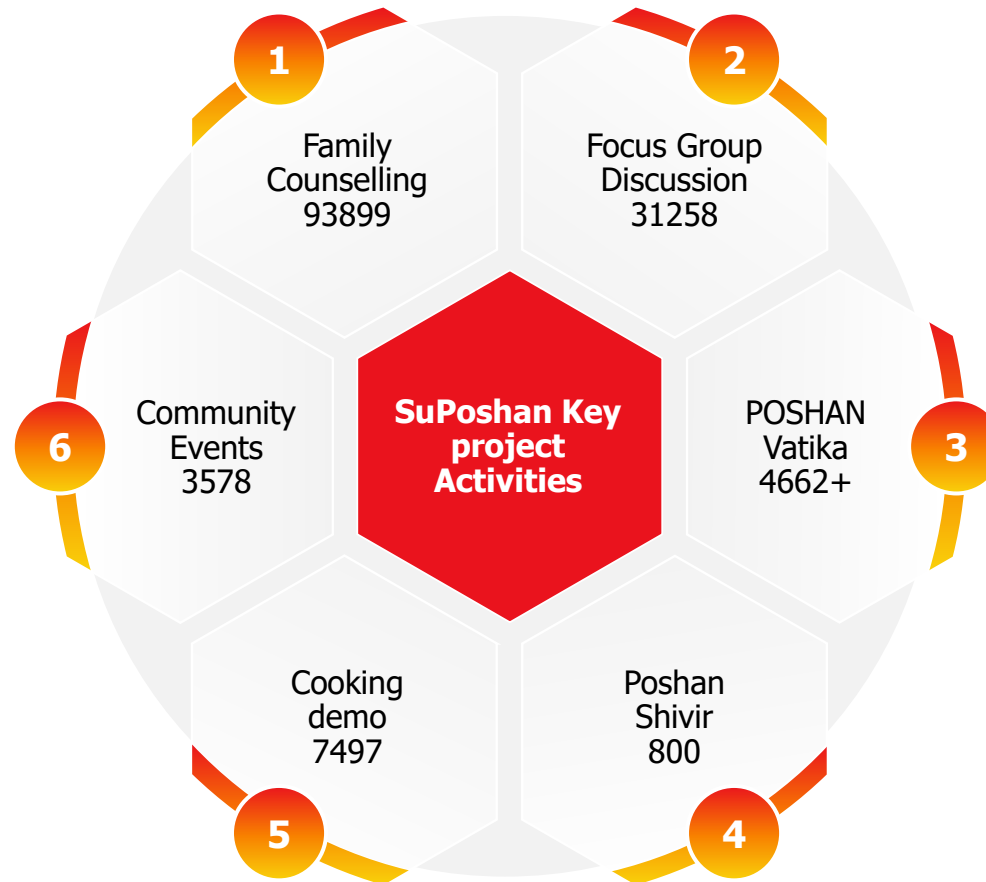 1
Family
Counselling
93899
2
Focus Group
Discussion
31258
3
POSHAN
Vatika
4662+
4
Poshan
Shivir
800
5
Cooking
demo
7497
6
Community
Events
3578
SuPoshan Key
project
Activities